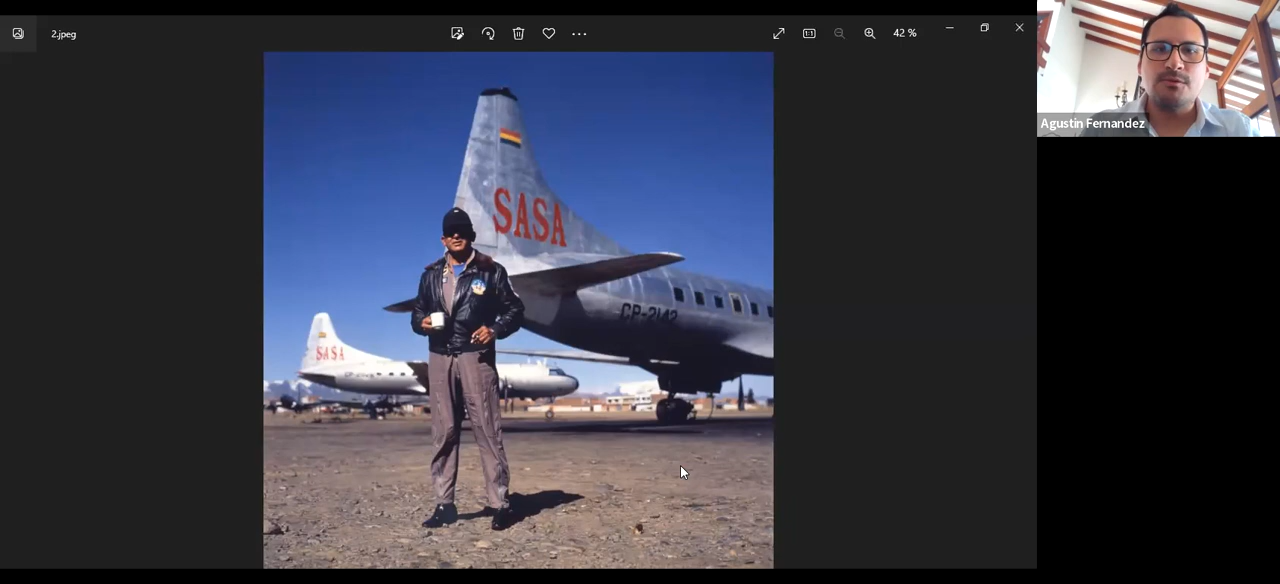 2.jpeg
42 %
Agustin Fernandez
SASA
CP-2142
SASA